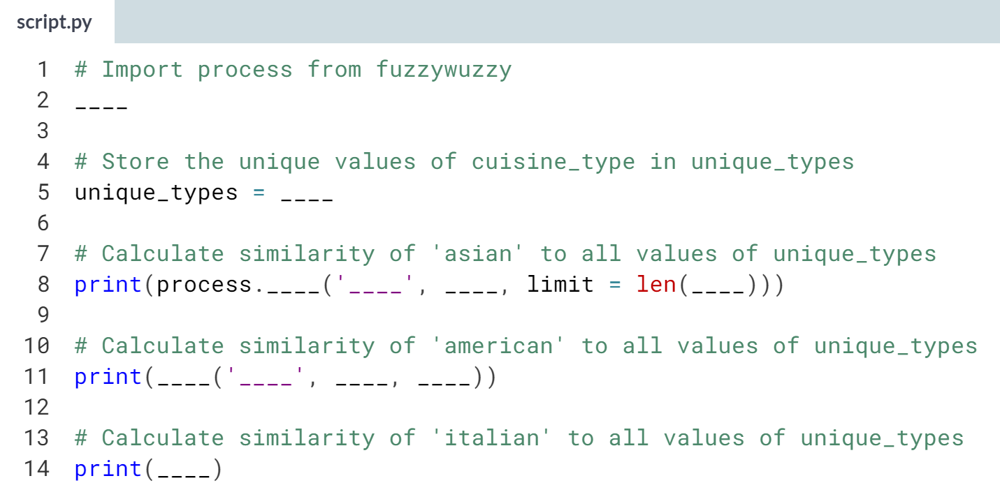 script.py
1 # Import process from fuzzywuzzy
2 ____
3
4 # Store the unique values of cuisine_type in unique_types
5 unique_types = ____
6
7 # Calculate similarity of 'asian' to all values of unique_types
8 print(process.____('____', ____, limit = len(____)))
9
10 # Calculate similarity of 'american' to all values of unique_types
11 print(____('____', ____, ____))
12
13 # Calculate similarity of 'italian' to all values of unique_types
14 print(____)